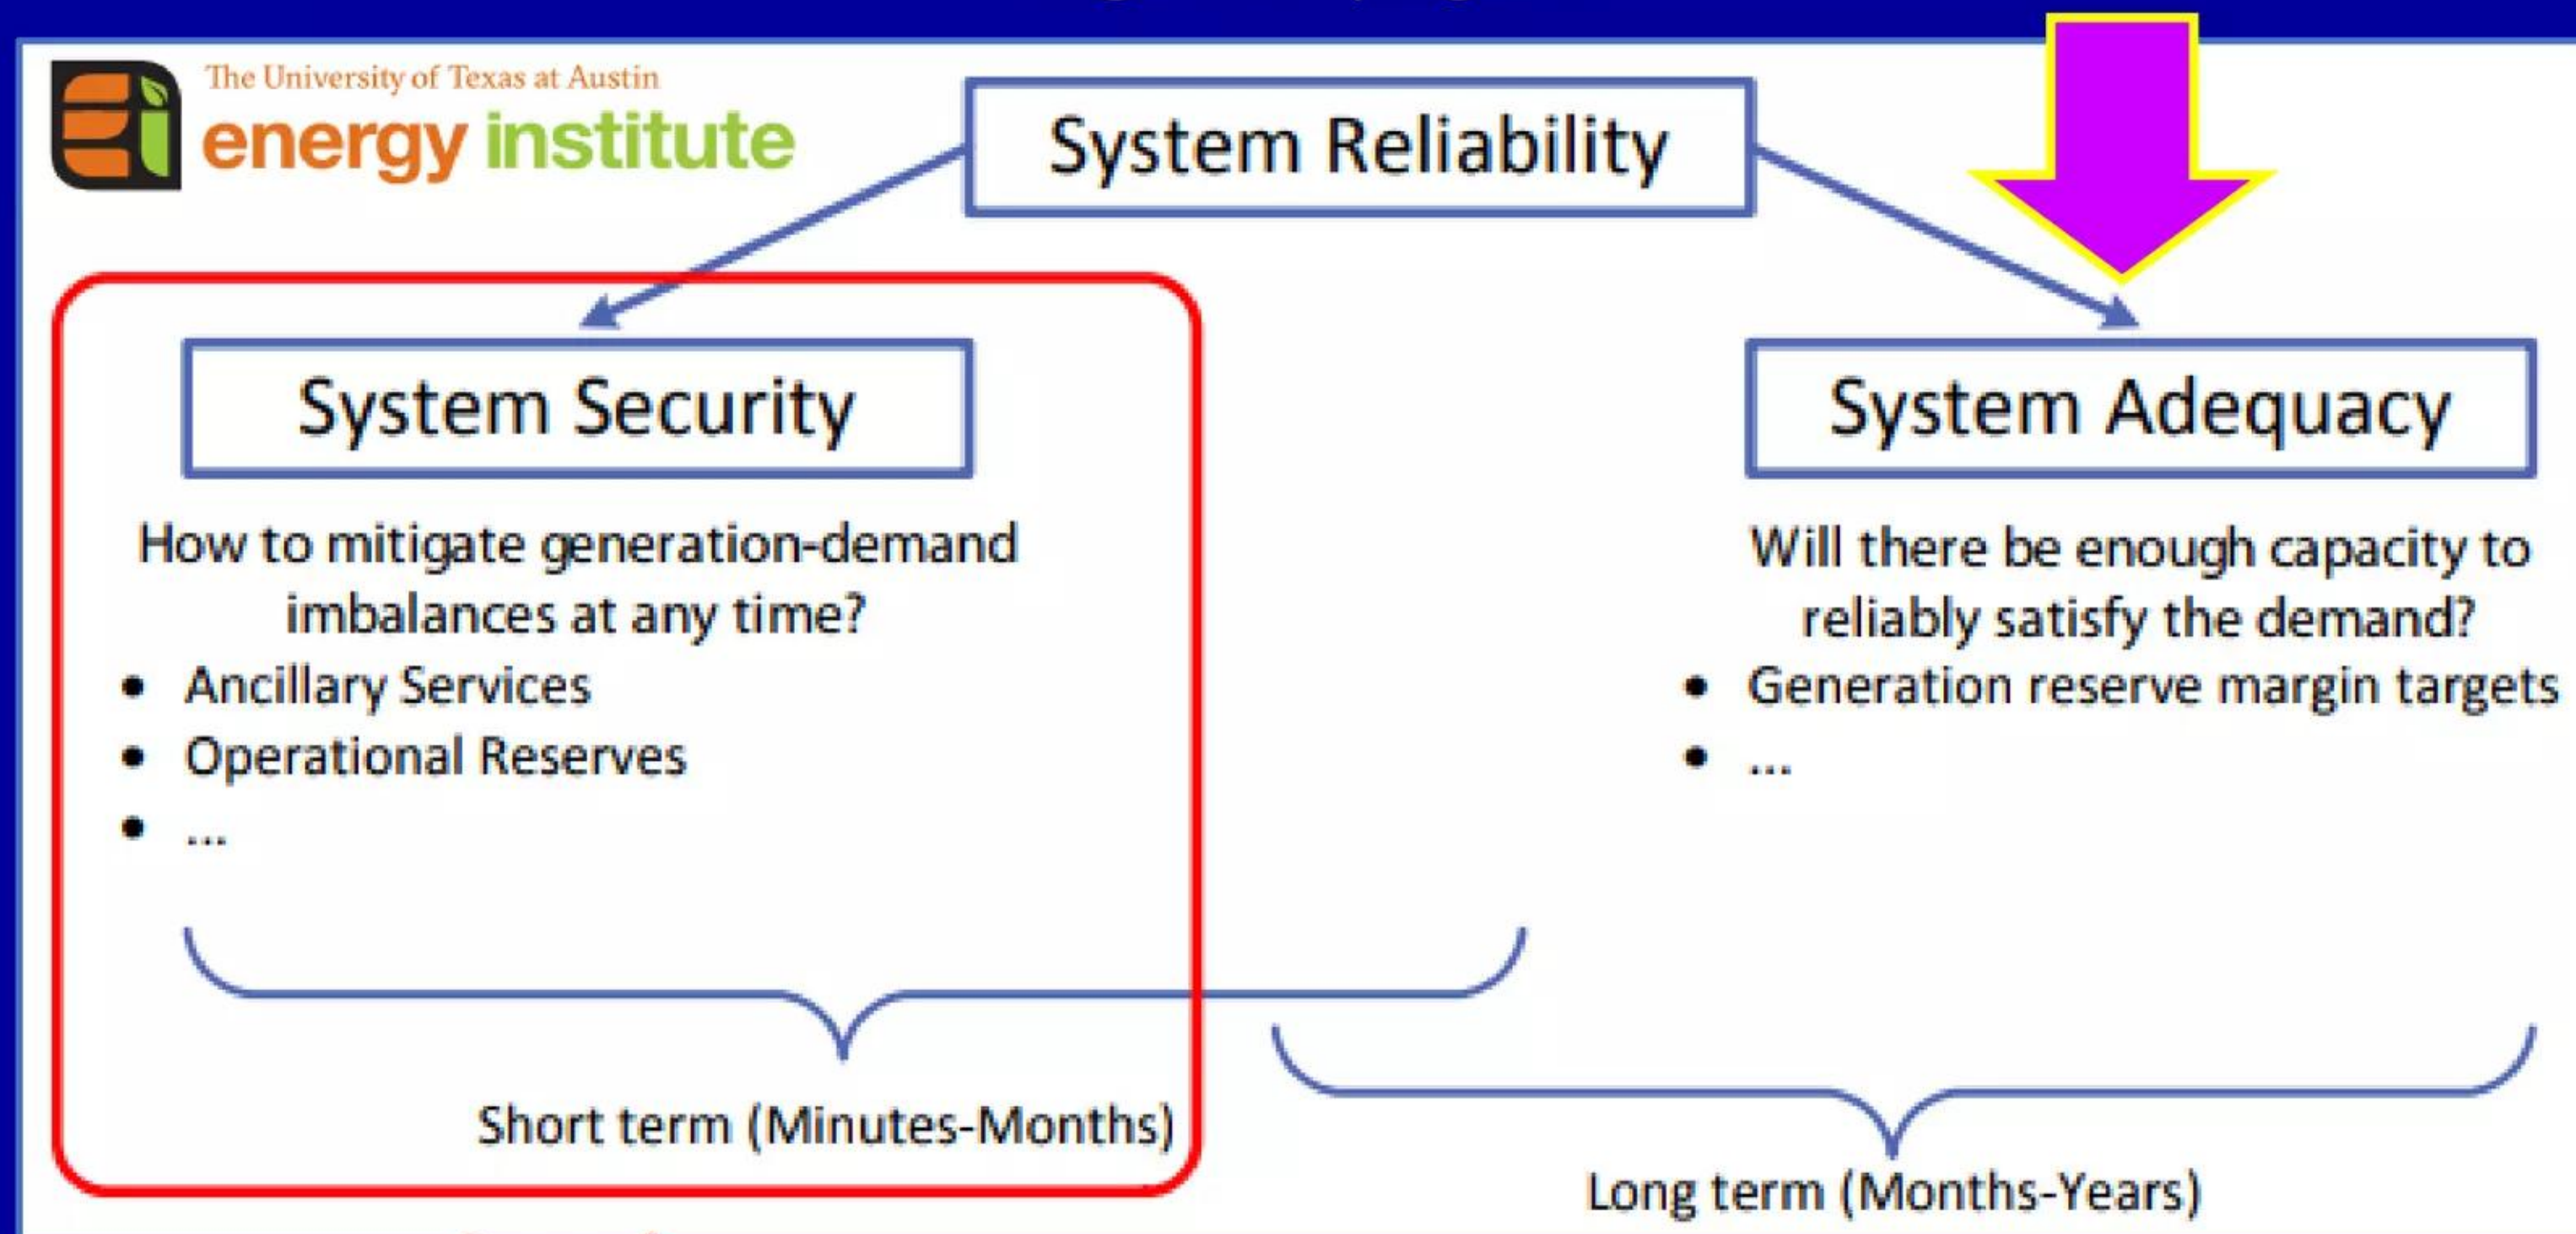 The University of Texas at Austin
energy institute
System Reliability
System Security
How to mitigate generation-demand
imbalances at any time?
• Ancillary Services
• Operational Reserves
• ...
System Adequacy
Will there be enough capacity to
reliably satisfy the demand?
• Generation reserve margin targets
• ...
Short term (Minutes-Months)
Long term (Months-Years)